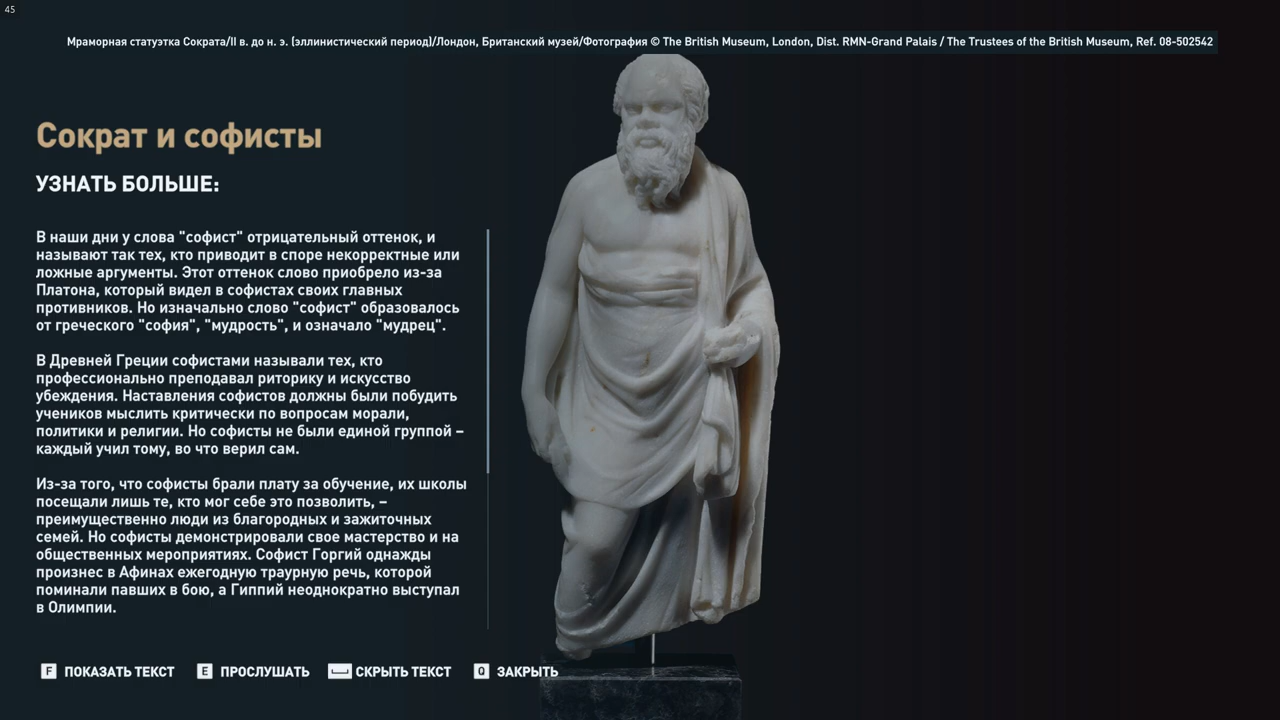 45
Мраморная статуэтка Сократа/II в. до н. э. (эллинистический период)/Лондон, Британский музей/Фотография © The British Museum, London, Dist. RMN-Grand Palais / The Trustees of the British Museum, Ref. 08-502542
Сократ и софисты
УЗНАТЬ БОЛЬШЕ:
В наши дни у слова "софист" отрицательный оттенок, и
называют так тех, кто приводит в споре некорректные или
ложные аргументы. Этот оттенок слово приобрело из-за
Платона, который видел в софистах своих главных
противников. Но изначально слово "софист" образовалось
от греческого "софия", "мудрость", и означало "мудрец".
В Древней Греции софистами называли тех, кто
профессионально преподавал риторику и искусство
убеждения. Наставления софистов должны были побудить
учеников мыслить критически по вопросам морали,
политики и религии. Но софисты не были единой группой –
каждый учил тому, во что верил сам.
Из-за того, что софисты брали плату за обучение, их школы
посещали лишь те, кто мог себе это позволить, –
преимущественно люди из благородных и зажиточных
семей. Но софисты демонстрировали свое мастерство и на
общественных мероприятиях. Софист Горгий однажды
произнес в Афинах ежегодную траурную речь, которой
поминали павших в бою, а Гиппий неоднократно выступал
в Олимпии.
F ПОКАЗАТЬ ТЕКСТ E ПРОСЛУШАТЬ СКРЫТЬ ТЕКСТ Q ЗАКРЫТЬ